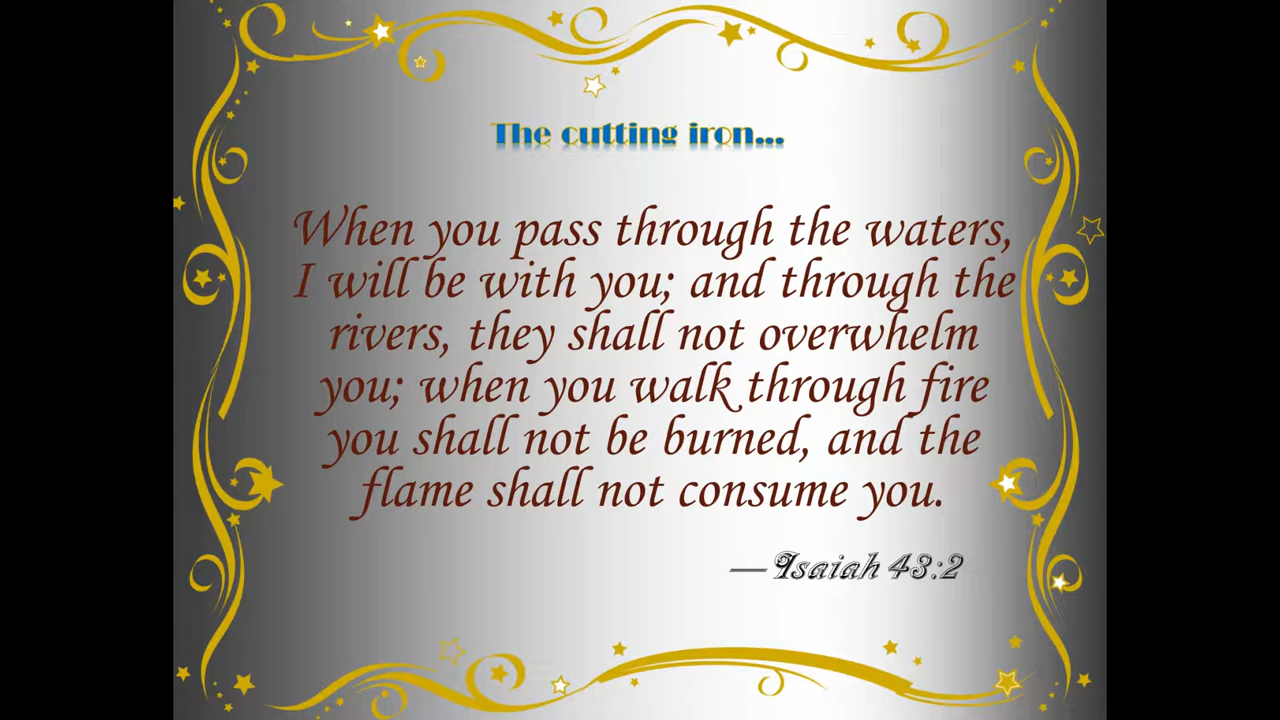 The cutting iron...
When you pass through the waters,
I will be with you; and through the
rivers, they shall not overwhelm
you; when you walk through fire
you shall not be burned, and the
flame shall not consume you.
—Isaiah 43:2